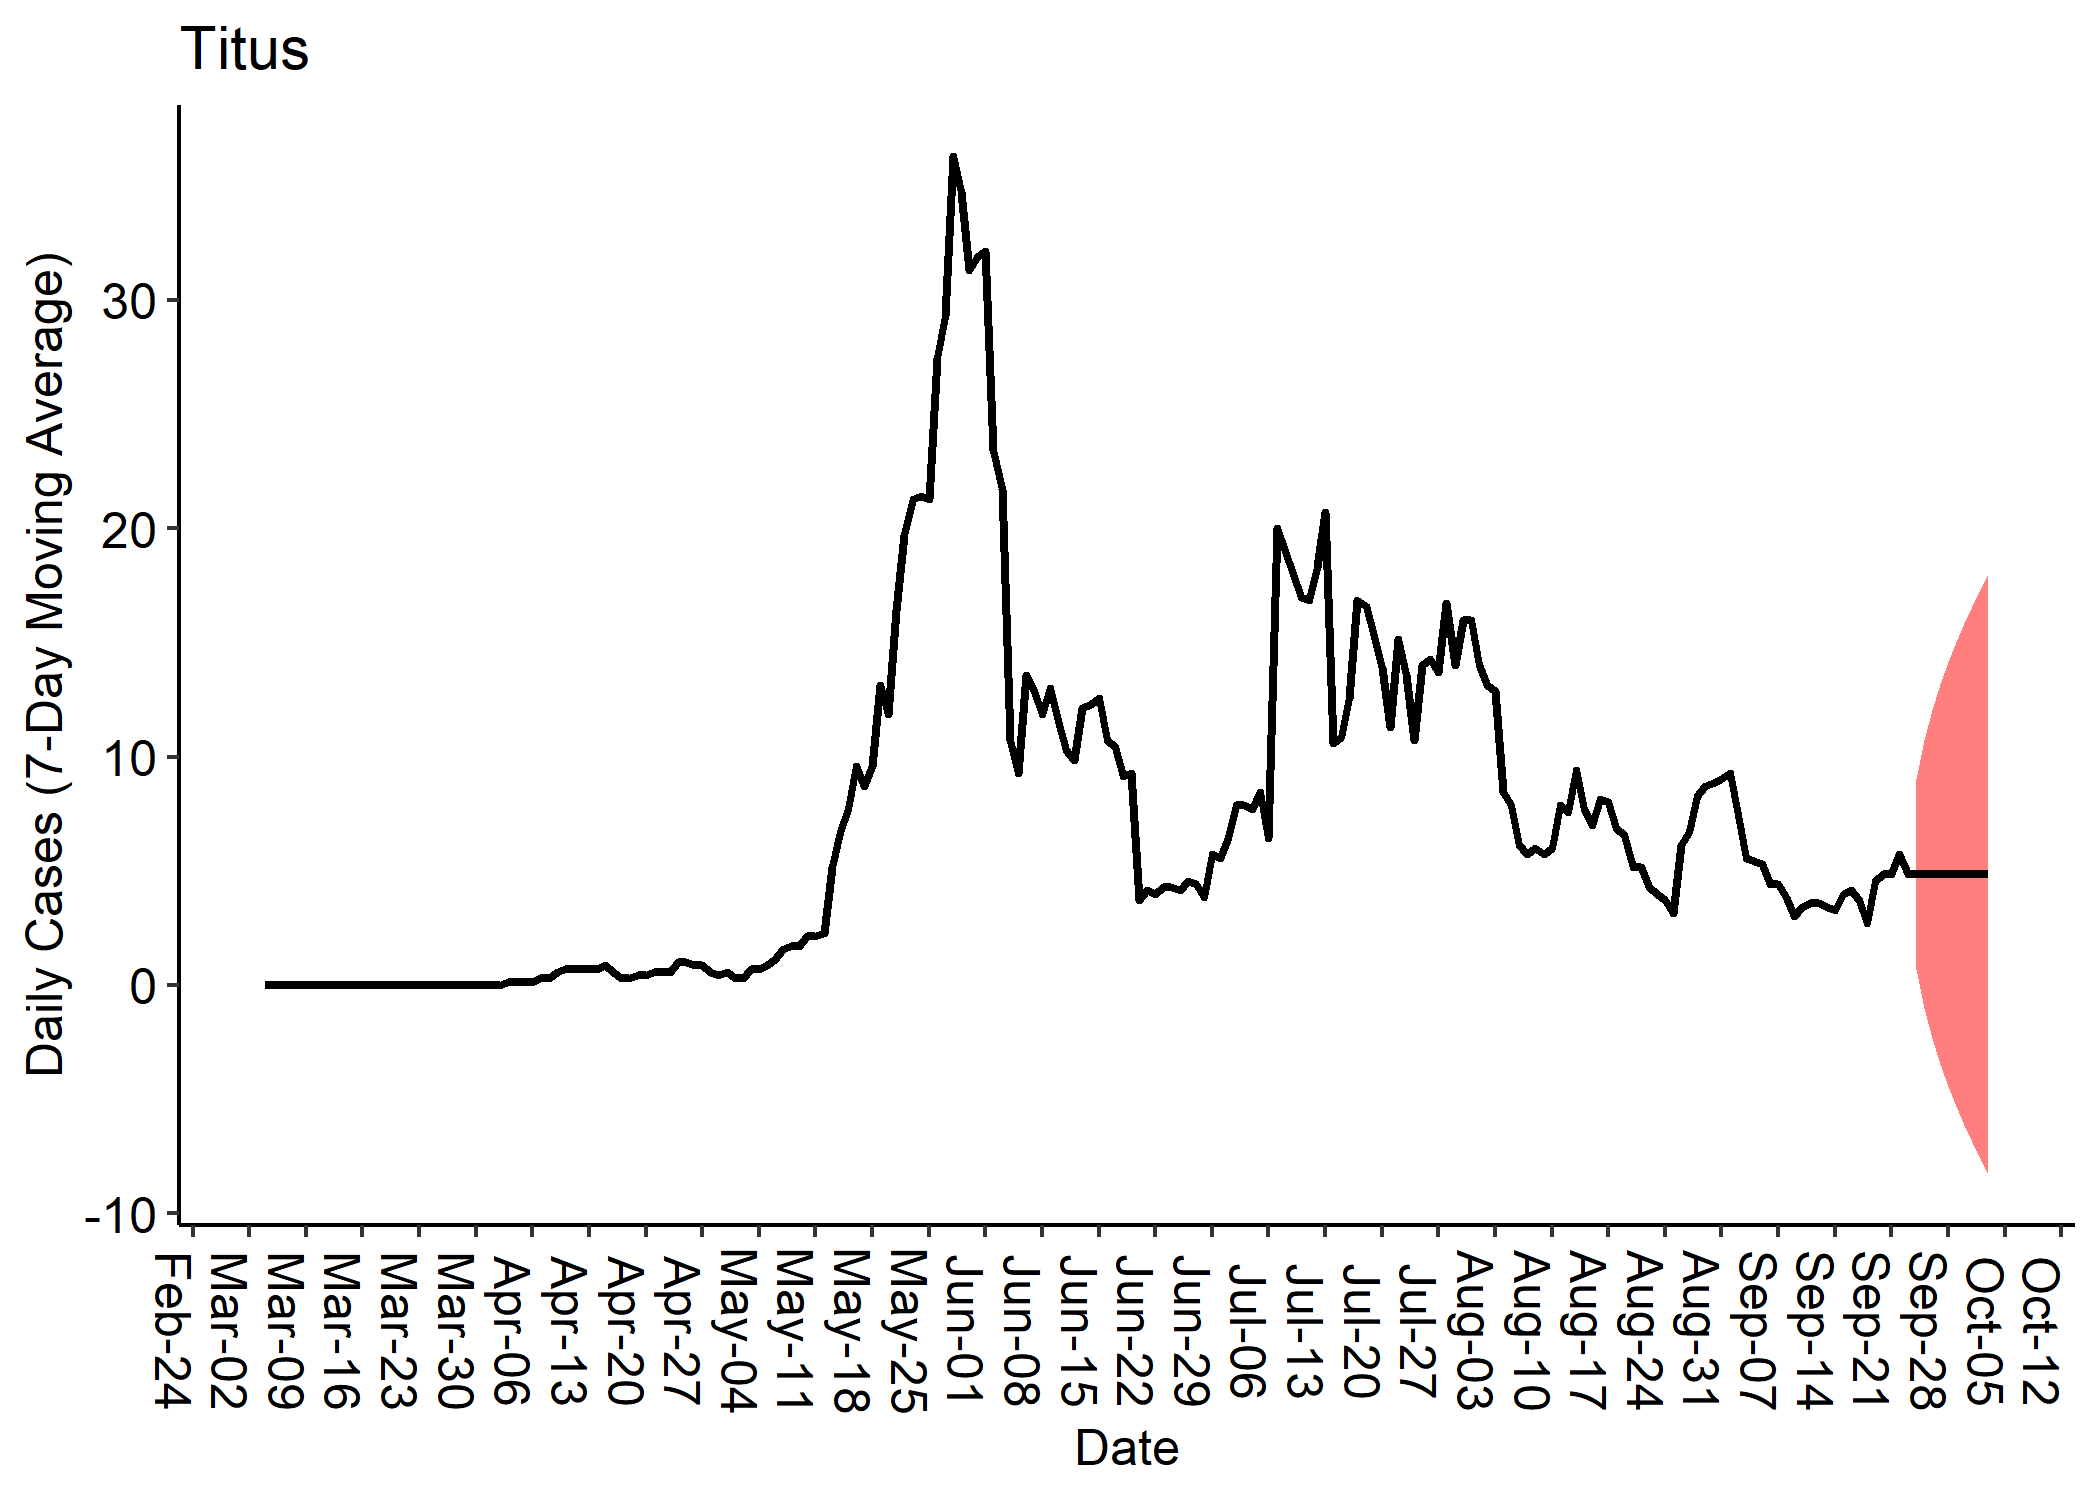 Titus
Daily Cases (7-Day Moving Average)
30
20
10
0
-10
Feb-24
Mar-02
Mar-09
Mar-16
Mar-23
Mar-30
Apr-06
Apr-13
Apr-20
Apr-27
May-04
May-11
May-18
May-25
Jun-01
Jun-08
Jun-15
Jun-22
Jun-29
Jul-06
Jul-13
Jul-20
Jul-27
Aug-03
Aug-10
Aug-17
Aug-24
Aug-31
Sep-07
Sep-14
Sep-21
Sep-28
Oct-05
Oct-12
Date